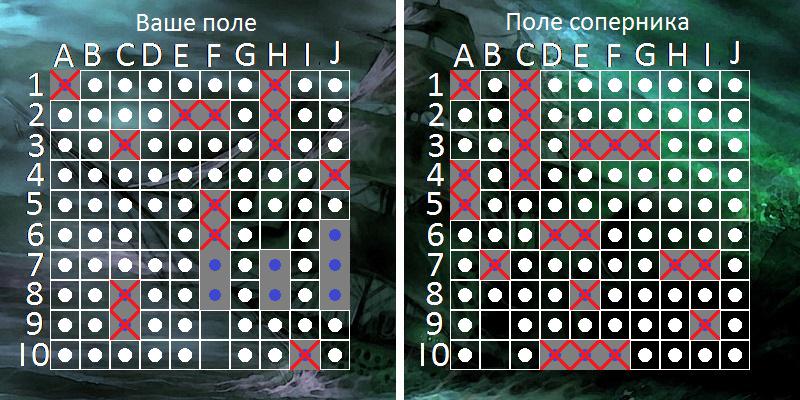 Ваше поле
Поле соперника
A B C D E F G H I J
A B C D E F G H I J
1 1
2 2
3 3
4 4
5 5
6 6
7 7
8 8
9 9
10 10